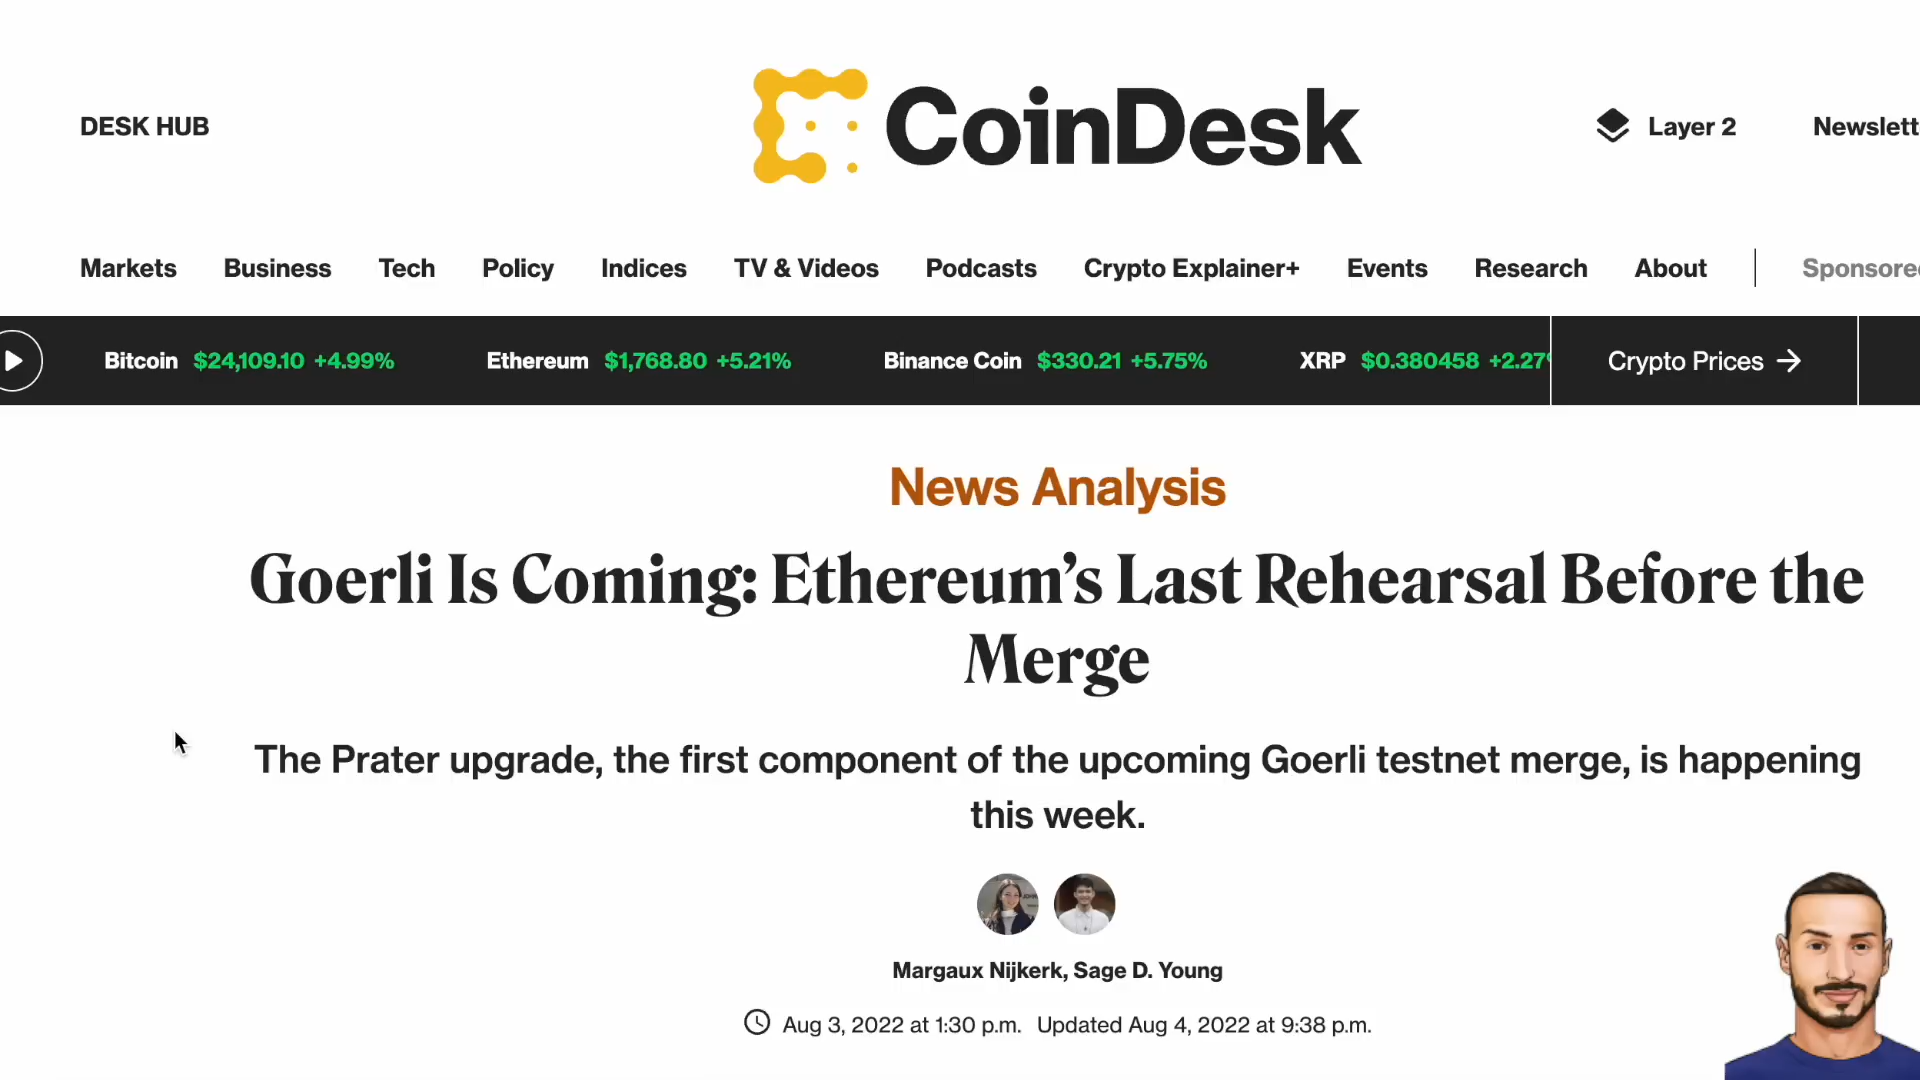 DESK HUB
CoinDesk
Layer 2
Newslett
Markets Business Tech Policy Indices TV & Videos Podcasts Crypto Explainer+ Events Research About Sponsore
Bitcoin $24,109.10 +4.99% Ethereum $1,768.80 +5.21% Binance Coin $330.21 +5.75% XRP $0.380458 +2.27% Crypto Prices →
News Analysis
Goerli Is Coming: Ethereum’s Last Rehearsal Before the
Merge
The Prater upgrade, the first component of the upcoming Goerli testnet merge, is happening
this week.
Margaux Nijkerk, Sage D. Young
Aug 3, 2022 at 1:30 p.m. Updated Aug 4, 2022 at 9:38 p.m.